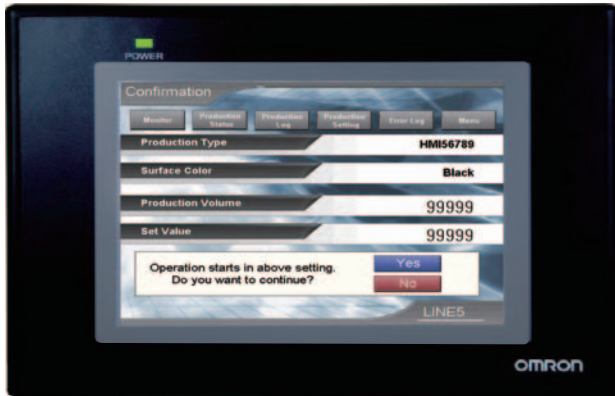 POWER
Confirmation
Monitor Production Status Production Log Production Setting Error Log Menu
Production Type HMI56789
Surface Color Black
Production Volume 99999
Set Value 99999
Operation starts in above setting. Yes
Do you want to continue? No
LINE5
OMRON